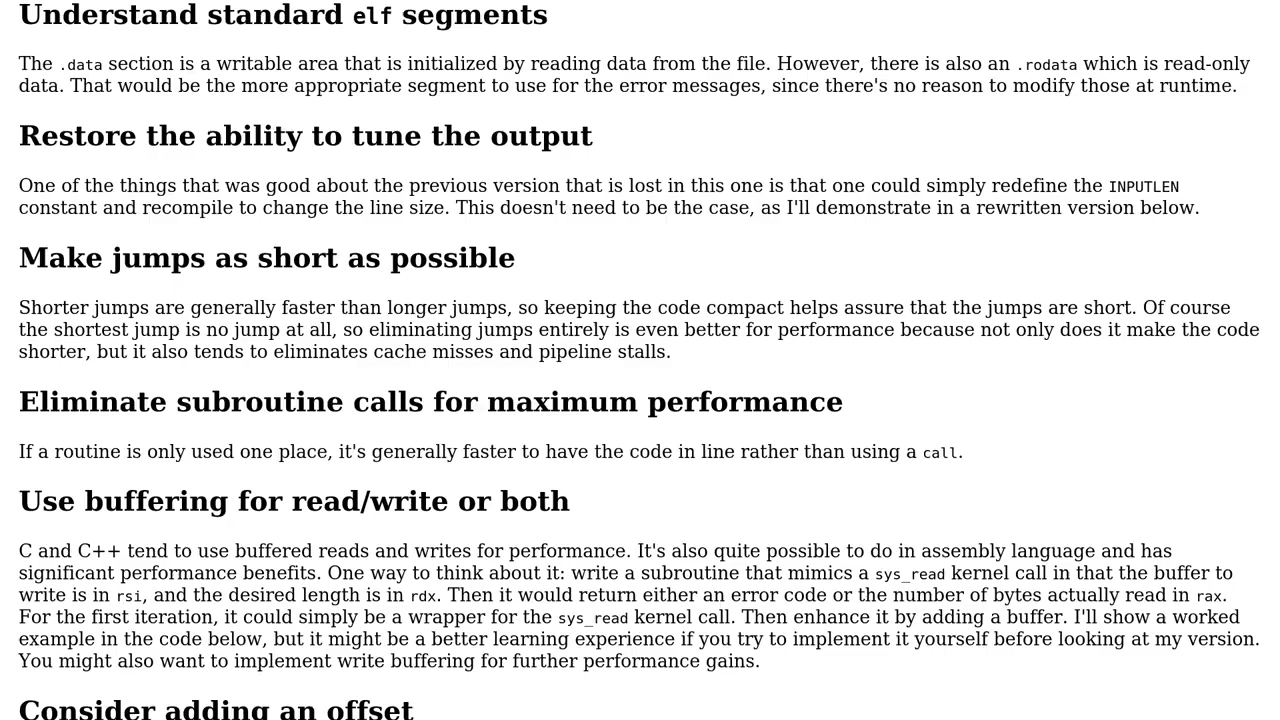 Understand standard elf segments
The .data section is a writable area that is initialized by reading data from the file. However, there is also an .rodata which is read-only
data. That would be the more appropriate segment to use for the error messages, since there's no reason to modify those at runtime.
Restore the ability to tune the output
One of the things that was good about the previous version that is lost in this one is that one could simply redefine the INPUTLEN
constant and recompile to change the line size. This doesn't need to be the case, as I'll demonstrate in a rewritten version below.
Make jumps as short as possible
Shorter jumps are generally faster than longer jumps, so keeping the code compact helps assure that the jumps are short. Of course
the shortest jump is no jump at all, so eliminating jumps entirely is even better for performance because not only does it make the code
shorter, but it also tends to eliminates cache misses and pipeline stalls.
Eliminate subroutine calls for maximum performance
If a routine is only used one place, it's generally faster to have the code in line rather than using a call.
Use buffering for read/write or both
C and C++ tend to use buffered reads and writes for performance. It's also quite possible to do in assembly language and has
significant performance benefits. One way to think about it: write a subroutine that mimics a sys_read kernel call in that the buffer to
write is in rsi, and the desired length is in rdx. Then it would return either an error code or the number of bytes actually read in rax.
For the first iteration, it could simply be a wrapper for the sys_read kernel call. Then enhance it by adding a buffer. I'll show a worked
example in the code below, but it might be a better learning experience if you try to implement it yourself before looking at my version.
You might also want to implement write buffering for further performance gains.
Consider adding an offset